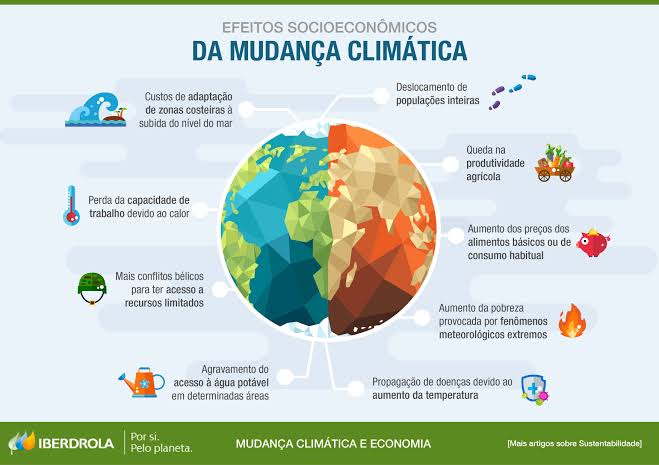 EFEITOS SOCIOECONÔMICOS
DA MUDANÇA CLIMÁTICA
Custos de adaptação
de zonas costeiras à
subida do nível do mar
Deslocamento de
populações inteiras
Perda da capacidade de
trabalho devido ao calor
Queda na
produtividade
agrícola
Mais conflitos bélicos
para ter acesso a
recursos limitados
Aumento dos preços dos
alimentos básicos ou de
consumo habitual
Agravamento do
acesso à água potável
em determinadas áreas
Aumento da pobreza
provocada por fenômenos
meteorológicos extremos
Propagação de doenças devido ao
aumento da temperatura
IBERDROLA
Por si.
Pelo planeta.
MUDANÇA CLIMÁTICA E ECONOMIA
[Mais artigos sobre Sustentabilidade]